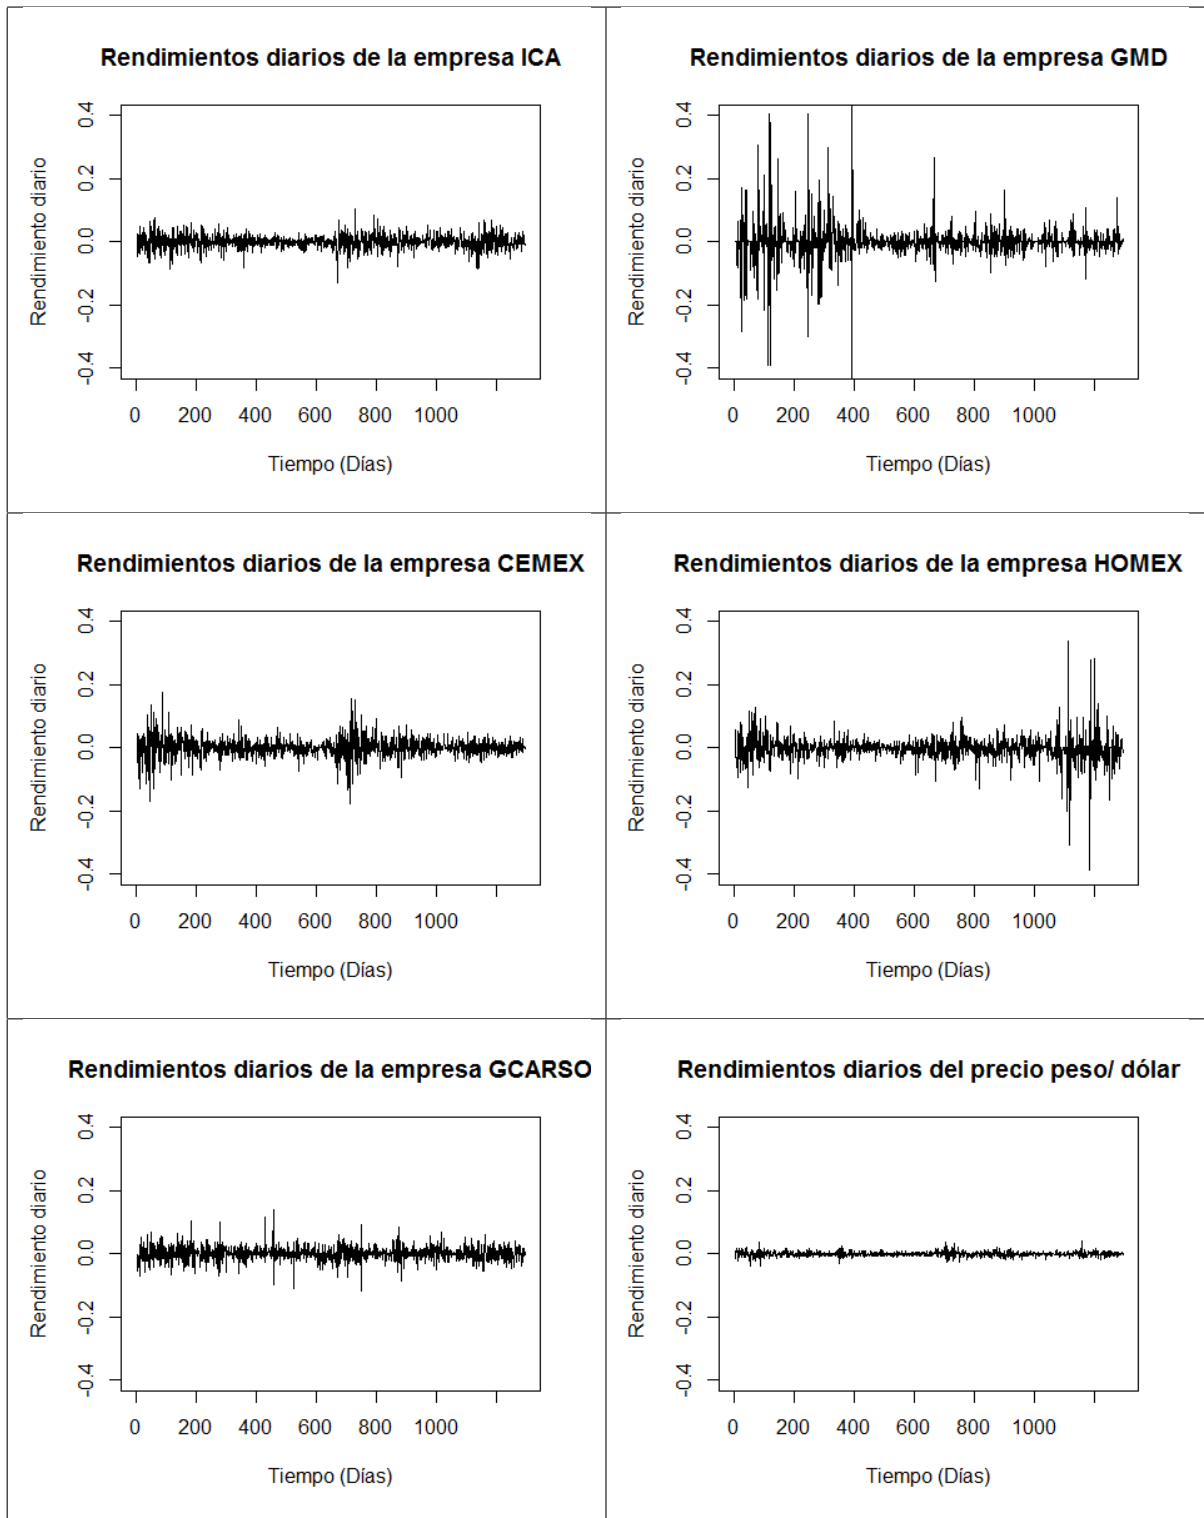 Rendimientos diarios de la empresa ICA
Rendimiento diario
0.4
0.2
0.0
-0.2
-0.4
0 200 400 600 800 1000
Tiempo (Días)
Rendimientos diarios de la empresa GMD
Rendimiento diario
0.4
0.2
0.0
-0.2
-0.4
0 200 400 600 800 1000
Tiempo (Días)
Rendimientos diarios de la empresa CEMEX
Rendimiento diario
0.4
0.2
0.0
-0.2
-0.4
0 200 400 600 800 1000
Tiempo (Días)
Rendimientos diarios de la empresa HOMEX
Rendimiento diario
0.4
0.2
0.0
-0.2
-0.4
0 200 400 600 800 1000
Tiempo (Días)
Rendimientos diarios de la empresa GCARSO
Rendimiento diario
0.4
0.2
0.0
-0.2
-0.4
0 200 400 600 800 1000
Tiempo (Días)
Rendimientos diarios del precio peso/ dólar
Rendimiento diario
0.4
0.2
0.0
-0.2
-0.4
0 200 400 600 800 1000
Tiempo (Días)